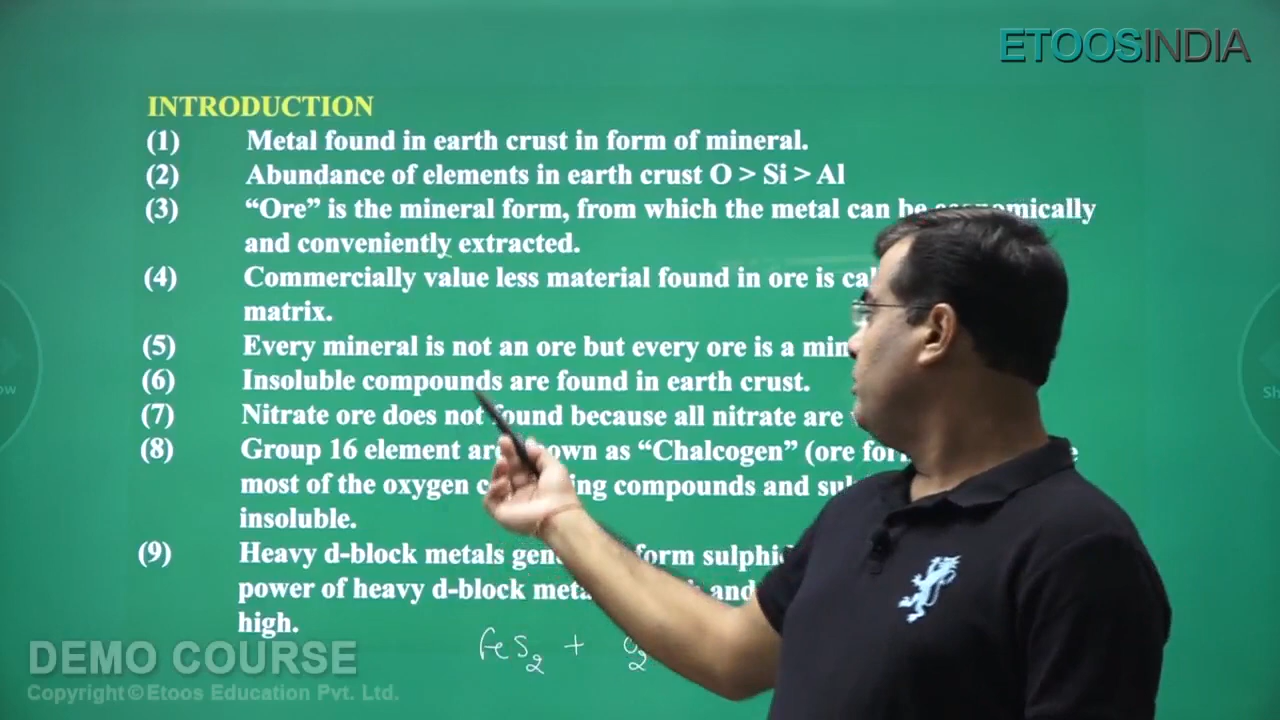 ETOOSINDIA
INTRODUCTION
(1) Metal found in earth crust in form of mineral.
(2) Abundance of elements in earth crust O > Si > Al
(3) “Ore” is the mineral form, from which the metal can be economically
and conveniently extracted.
(4) Commercially value less material found in ore is
matrix.
(5) Every mineral is not an ore but every ore is a
(6) Insoluble compounds are found in earth crust.
(7) Nitrate ore does not found because all nitrate are
(8) Group 16 element are known as “Chalcogen” (ore
most of the oxygen compounds and
insoluble.
(9) Heavy d-block metals form
power of heavy d-block and
high.
FeS2 + O2
DEMO COURSE
Copyright©Etoos Education Pvt. Ltd.